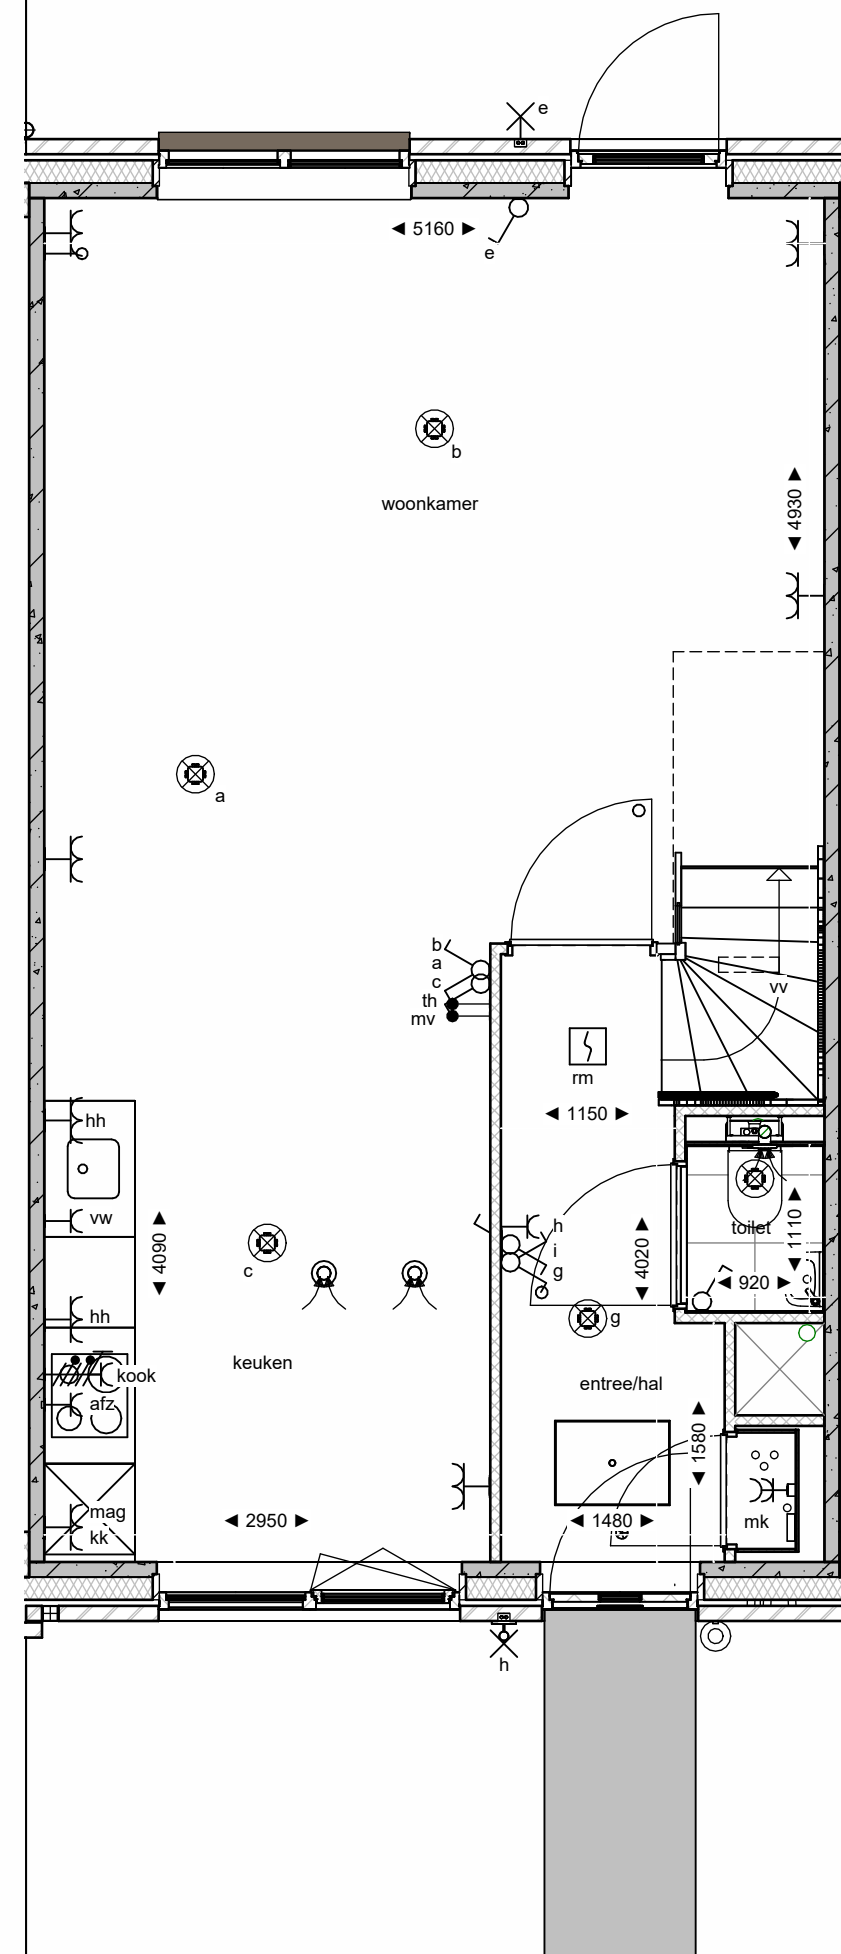 e
◄ 5160 ►
e
b
woonkamer
◄ 4930 ►
a
b
a
c
th
mv
vv
rm
◄ 1150 ►
hh
vw
◄ 4090 ►
c
h
i
g
◄ 4020 ►
toilet
◄ 1110 ►
◄ 920 ►
hh
g
keuken
kook
afz
entree/hal
◄ 1580 ►
mag
kk
◄ 2950 ►
◄ 1480 ►
mk
h